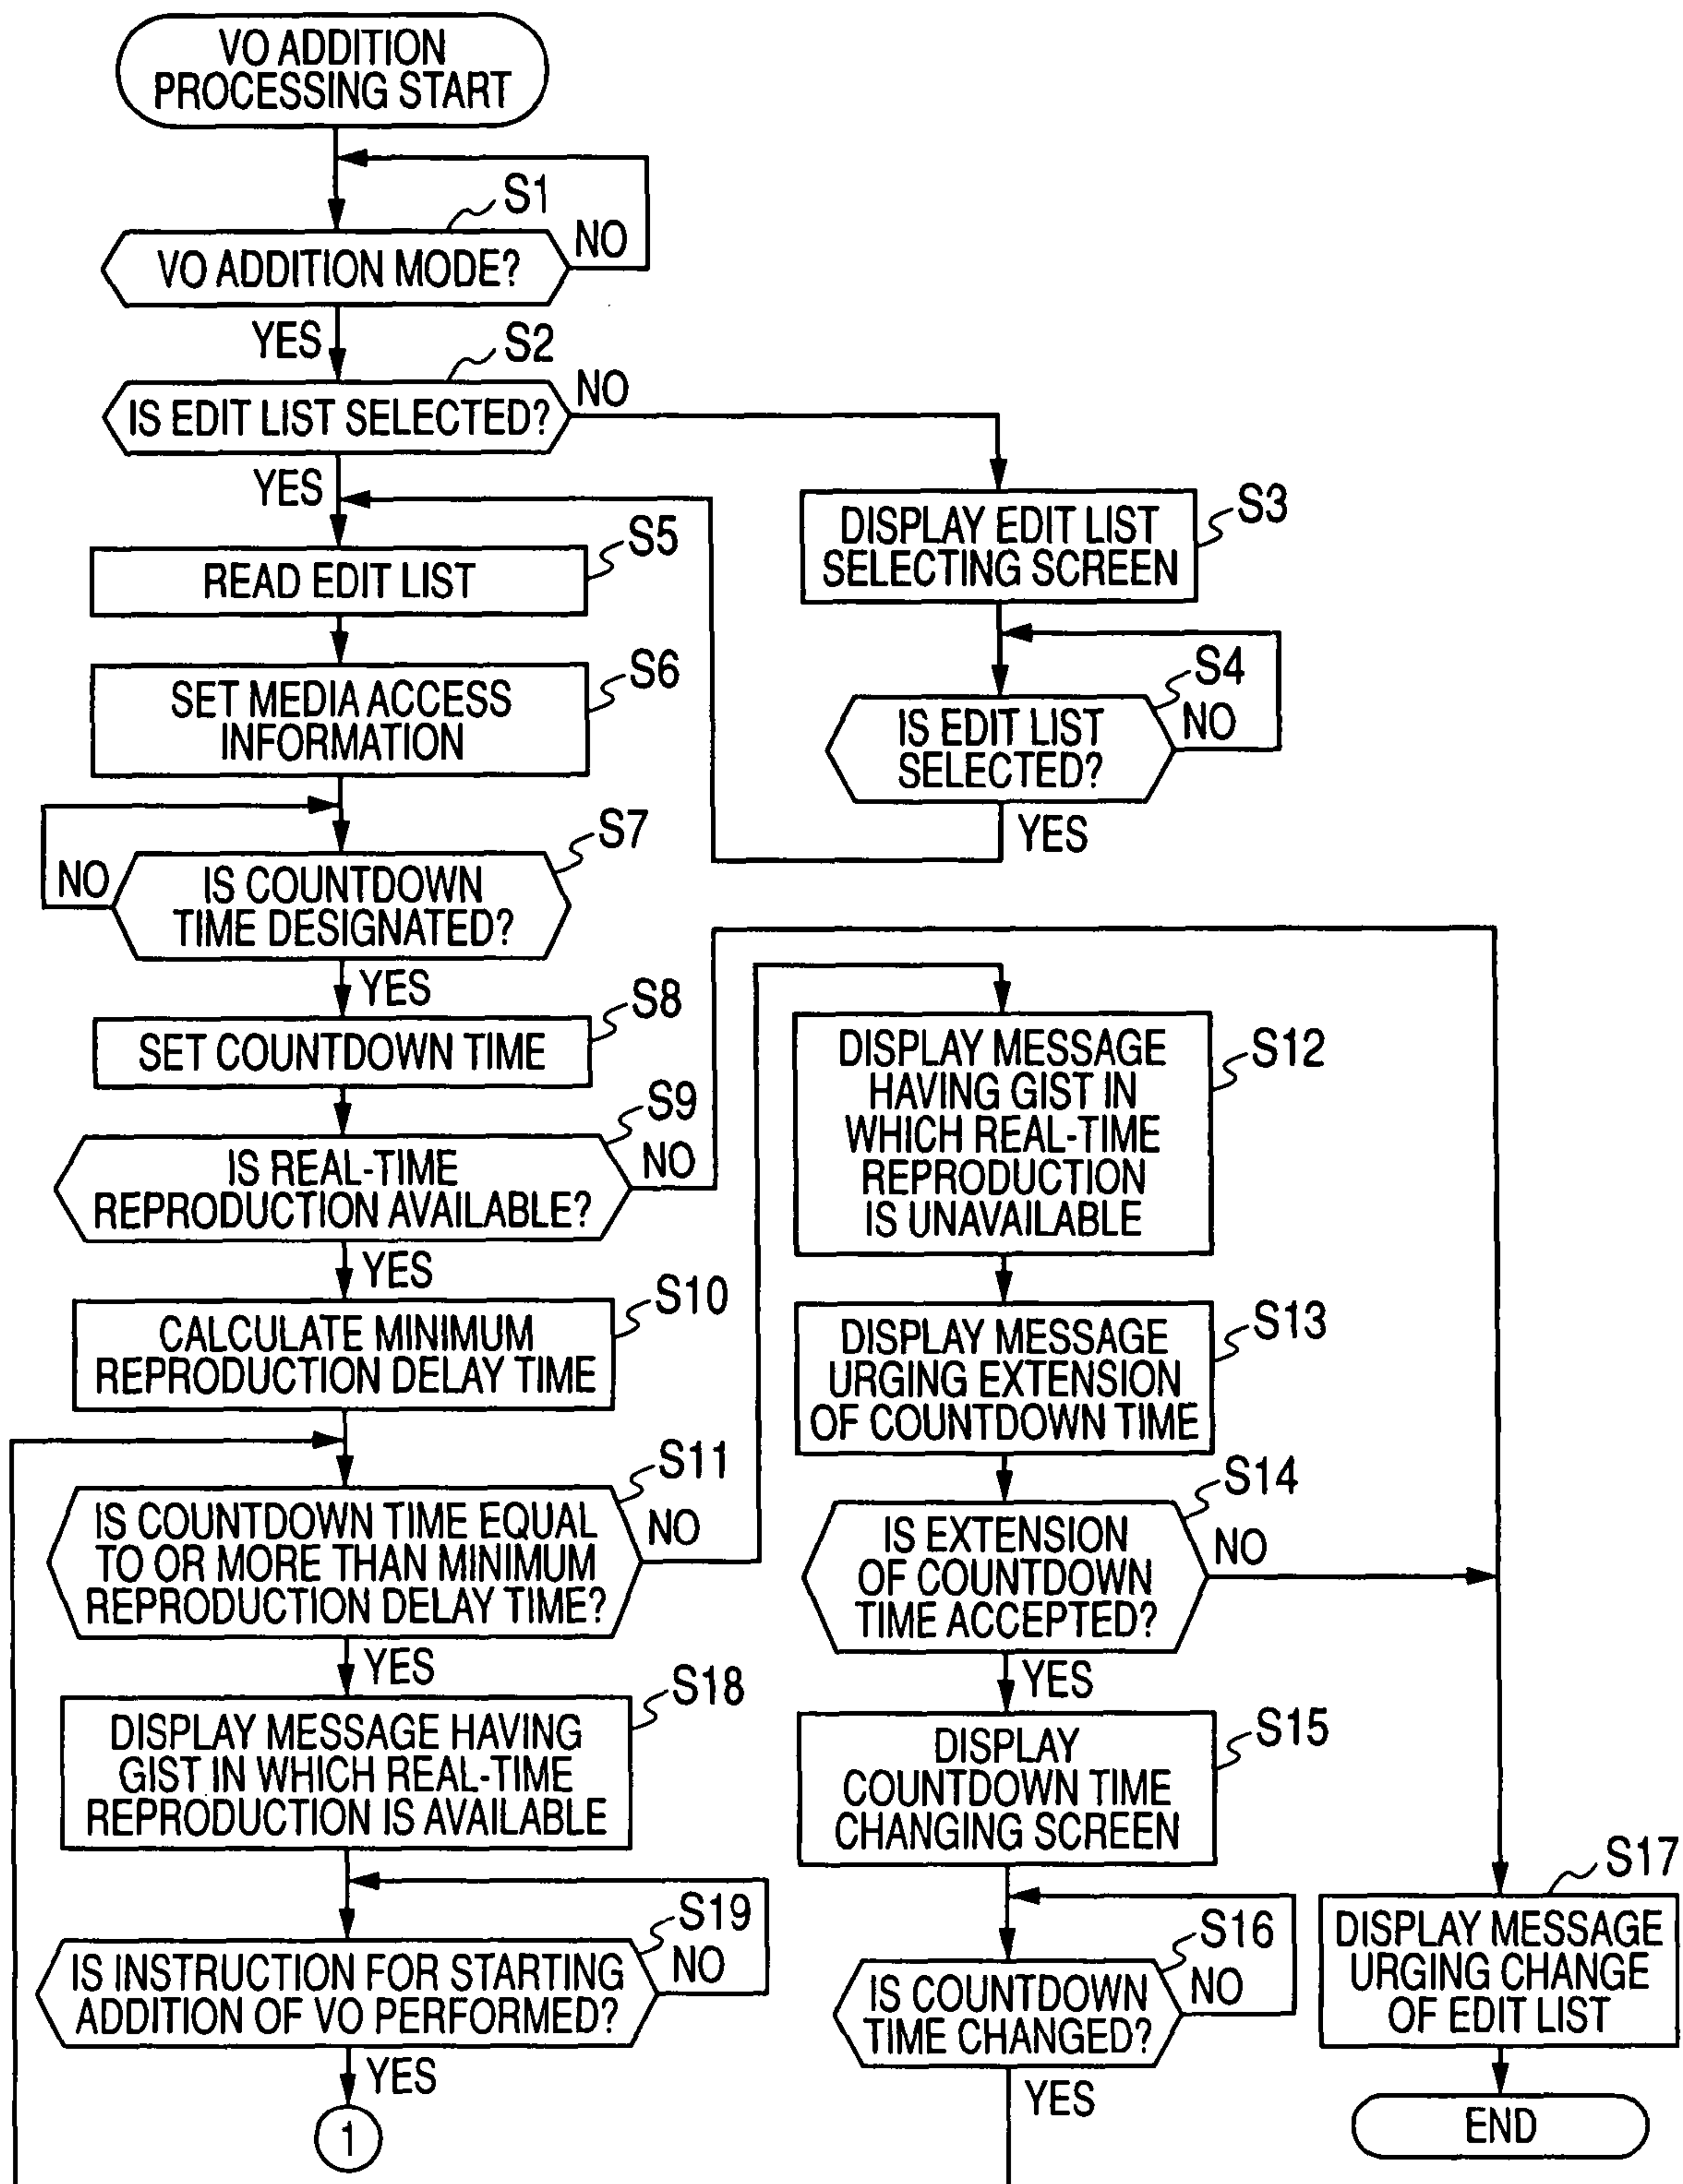 VO ADDITION
PROCESSING START
S1
VO ADDITION MODE?
NO
YES
S2
IS EDIT LIST SELECTED?
NO
YES
S3
DISPLAY EDIT LIST
SELECTING SCREEN
S4
IS EDIT LIST
SELECTED?
NO
YES
S5
READ EDIT LIST
S6
SET MEDIA ACCESS
INFORMATION
S7
NO
IS COUNTDOWN
TIME DESIGNATED?
YES
S8
SET COUNTDOWN TIME
S9
IS REAL-TIME
REPRODUCTION AVAILABLE?
NO
YES
S10
CALCULATE MINIMUM
REPRODUCTION DELAY TIME
S11
IS COUNTDOWN TIME EQUAL
TO OR MORE THAN MINIMUM
REPRODUCTION DELAY TIME?
NO
YES
S12
DISPLAY MESSAGE
HAVING GIST IN
WHICH REAL-TIME
REPRODUCTION
IS UNAVAILABLE
S13
DISPLAY MESSAGE
URGING EXTENSION
OF COUNTDOWN TIME
S14
IS EXTENSION
OF COUNTDOWN
TIME ACCEPTED?
NO
YES
S15
DISPLAY
COUNTDOWN TIME
CHANGING SCREEN
S16
IS COUNTDOWN
TIME CHANGED?
NO
YES
S17
DISPLAY MESSAGE
URGING CHANGE
OF EDIT LIST
END
S18
DISPLAY MESSAGE HAVING
GIST IN WHICH REAL-TIME
REPRODUCTION IS AVAILABLE
S19
IS INSTRUCTION FOR STARTING
ADDITION OF VO PERFORMED?
NO
YES
1